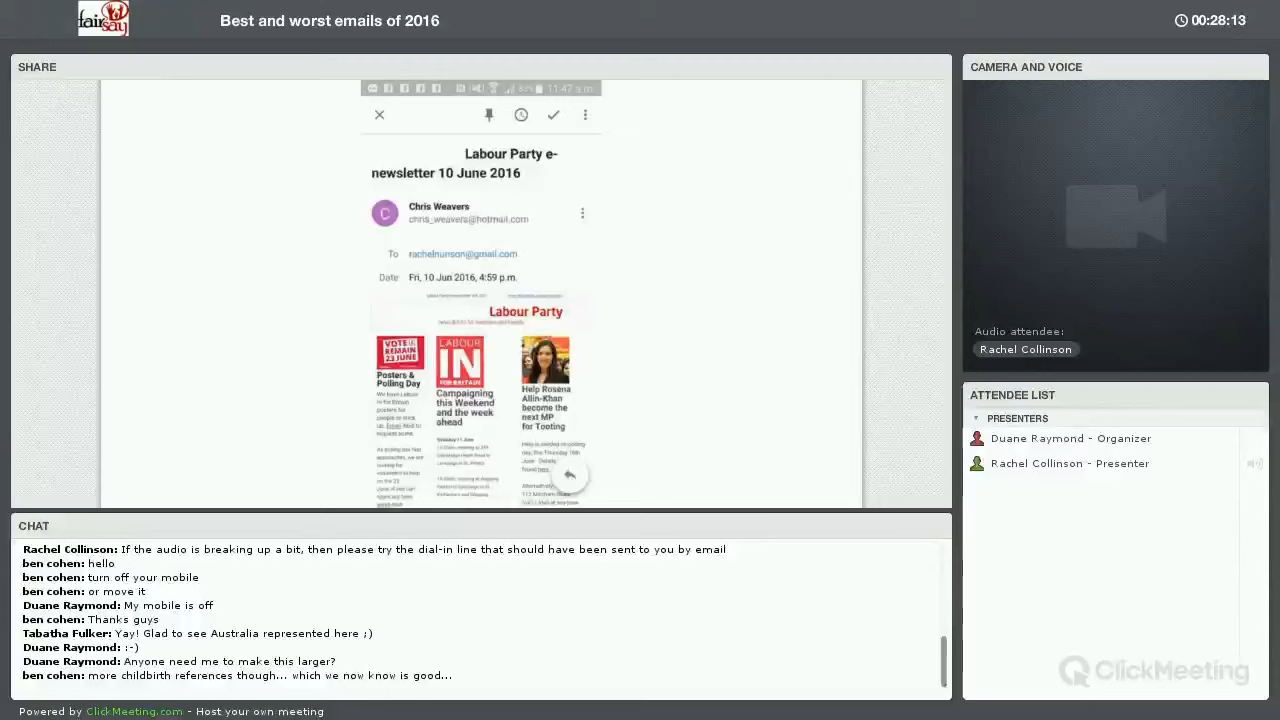 fairsay
Best and worst emails of 2016
00:28:13
SHARE
11:47 a.m.
Labour Party e-
newsletter 10 June 2016
C
Chris Weavers
chris_weavers@hotmail.com
To rachelnunson@gmail.com
Date Fri, 10 Jun 2016, 4:59 p.m.
Labour Party
VOTE
REMAIN
23 JUNE
Posters &
Polling Day
LABOUR
IN
FOR BRITAIN
Campaigning
this Weekend
and the week
ahead
Help Rosena
Allin-Khan
become the
next MP
for Tooting
CAMERA AND VOICE
Audio attendee:
Rachel Collinson
ATTENDEE LIST
PRESENTERS
Duane Raymond - Organiser
Rachel Collinson - Presenter
CHAT
Rachel Collinson: If the audio is breaking up a bit, then please try the dial-in line that should have been sent to you by email
ben cohen: hello
ben cohen: turn off your mobile
ben cohen: or move it
Duane Raymond: My mobile is off
ben cohen: Thanks guys
Tabatha Fulker: Yay! Glad to see Australia represented here ;)
Duane Raymond: :-)
Duane Raymond: Anyone need me to make this larger?
ben cohen: more childbirth references though... which we now know is good...
ClickMeeting
Powered by ClickMeeting.com - Host your own meeting